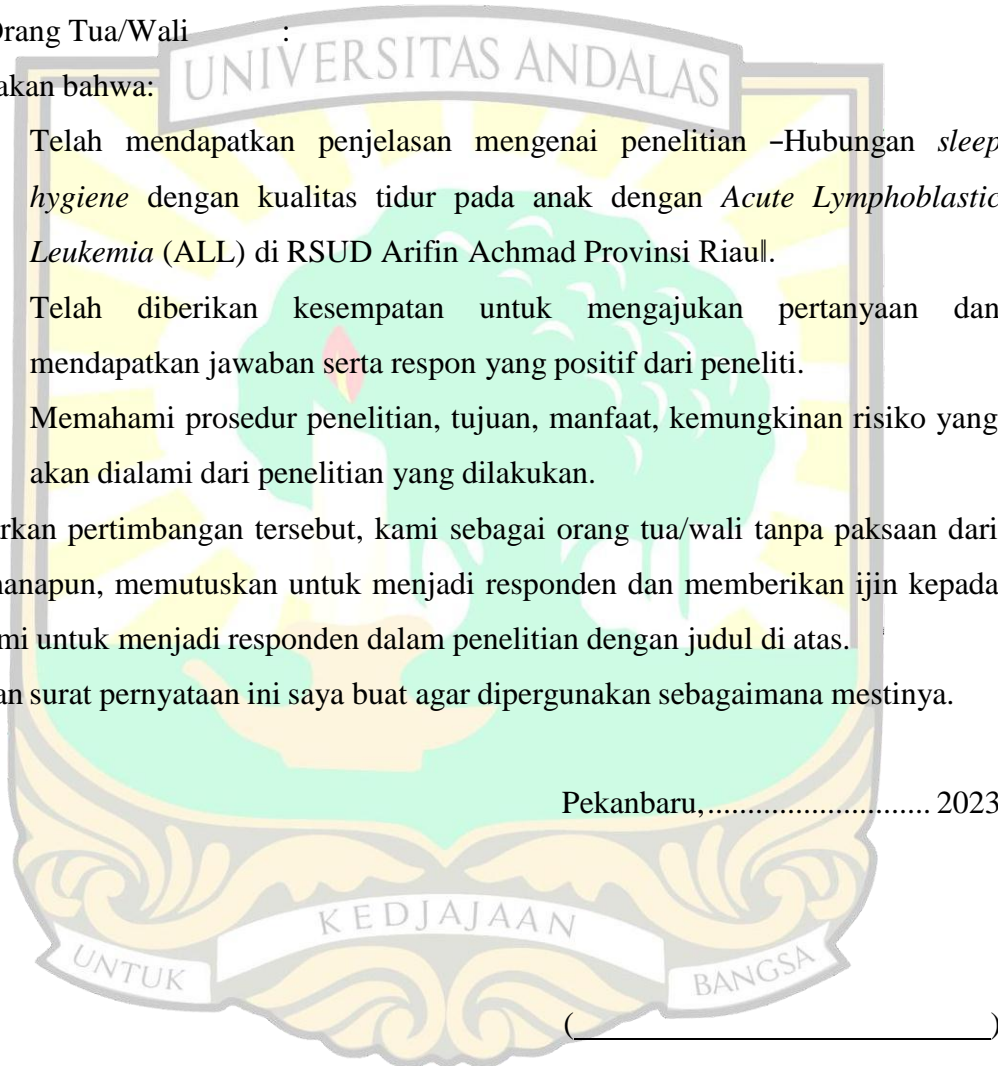 Orang Tua/Wali :
UNIVERSITAS ANDALAS
akan bahwa:
Telah mendapatkan penjelasan mengenai penelitian –Hubungan sleep
hygiene dengan kualitas tidur pada anak dengan Acute Lymphoblastic
Leukemia (ALL) di RSUD Arifin Achmad Provinsi Riau‖.
Telah diberikan kesempatan untuk mengajukan pertanyaan dan
mendapatkan jawaban serta respon yang positif dari peneliti.
Memahami prosedur penelitian, tujuan, manfaat, kemungkinan risiko yang
akan dialami dari penelitian yang dilakukan.
rkan pertimbangan tersebut, kami sebagai orang tua/wali tanpa paksaan dari
anapun, memutuskan untuk menjadi responden dan memberikan ijin kepada
mi untuk menjadi responden dalam penelitian dengan judul di atas.
an surat pernyataan ini saya buat agar dipergunakan sebagaimana mestinya.
Pekanbaru,............................ 2023
KEDJAJAAN
UNTUK BANGSA
(____________________________)